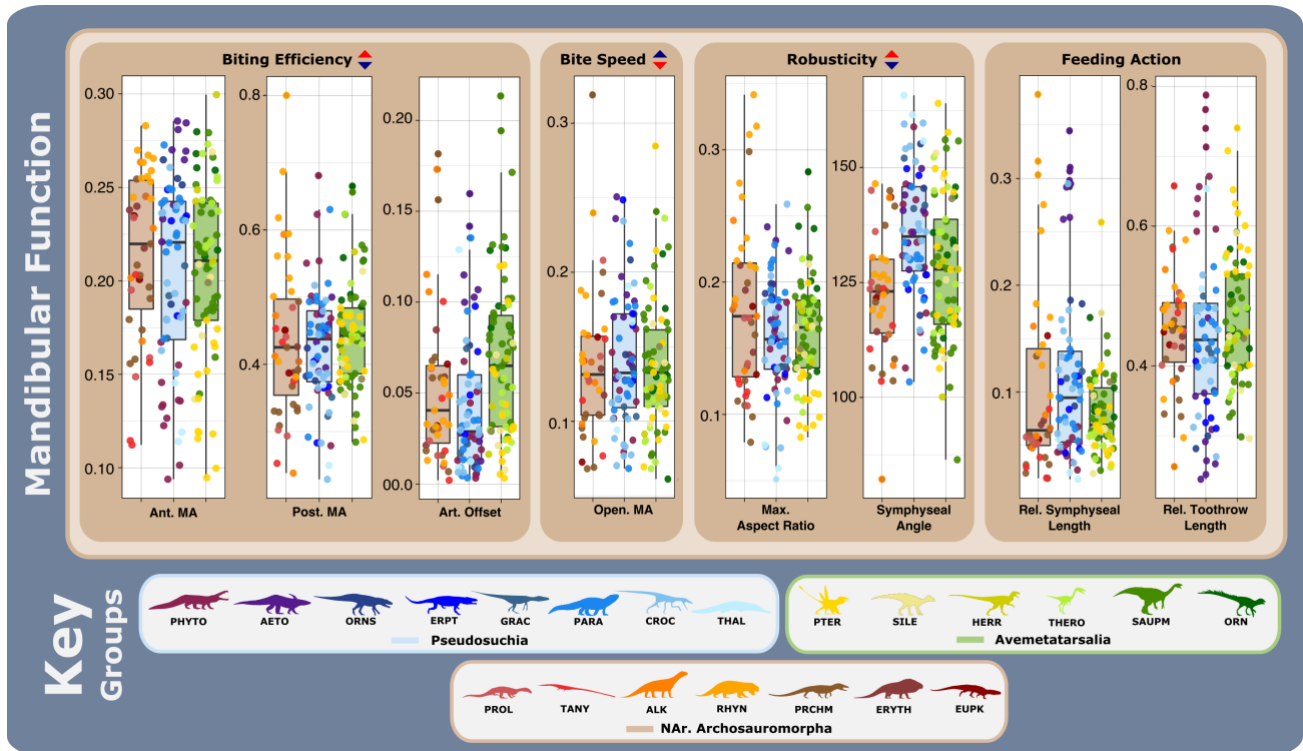 Mandibular Function
Biting Efficiency
Bite Speed
Robusticity
Feeding Action
0.30
0.25
0.20
0.15
0.10
Ant. MA
0.8
0.6
0.4
Post. MA
0.20
0.15
0.10
0.05
00.0
Art. Offset
0.3
0.2
0.1
Open. MA
0.3
0.2
0.1
Max.
Aspect Ratio
150
125
100
Symphyseal
Angle
0.3
0.2
0.1
Rel. Symphyseal
Length
0.8
0.6
0.4
Rel. Toothrow
Length
Key
Groups
PHYTO AETO ORNS ERPT GRAC PARA CROC THAL
Pseudosuchia
PTER SILE HERR THERO SAUPM ORN
Avemetatarsalia
PROL TANY ALK RHYN PRCHM ERYTH EUPK
NAr. Archosauromorpha